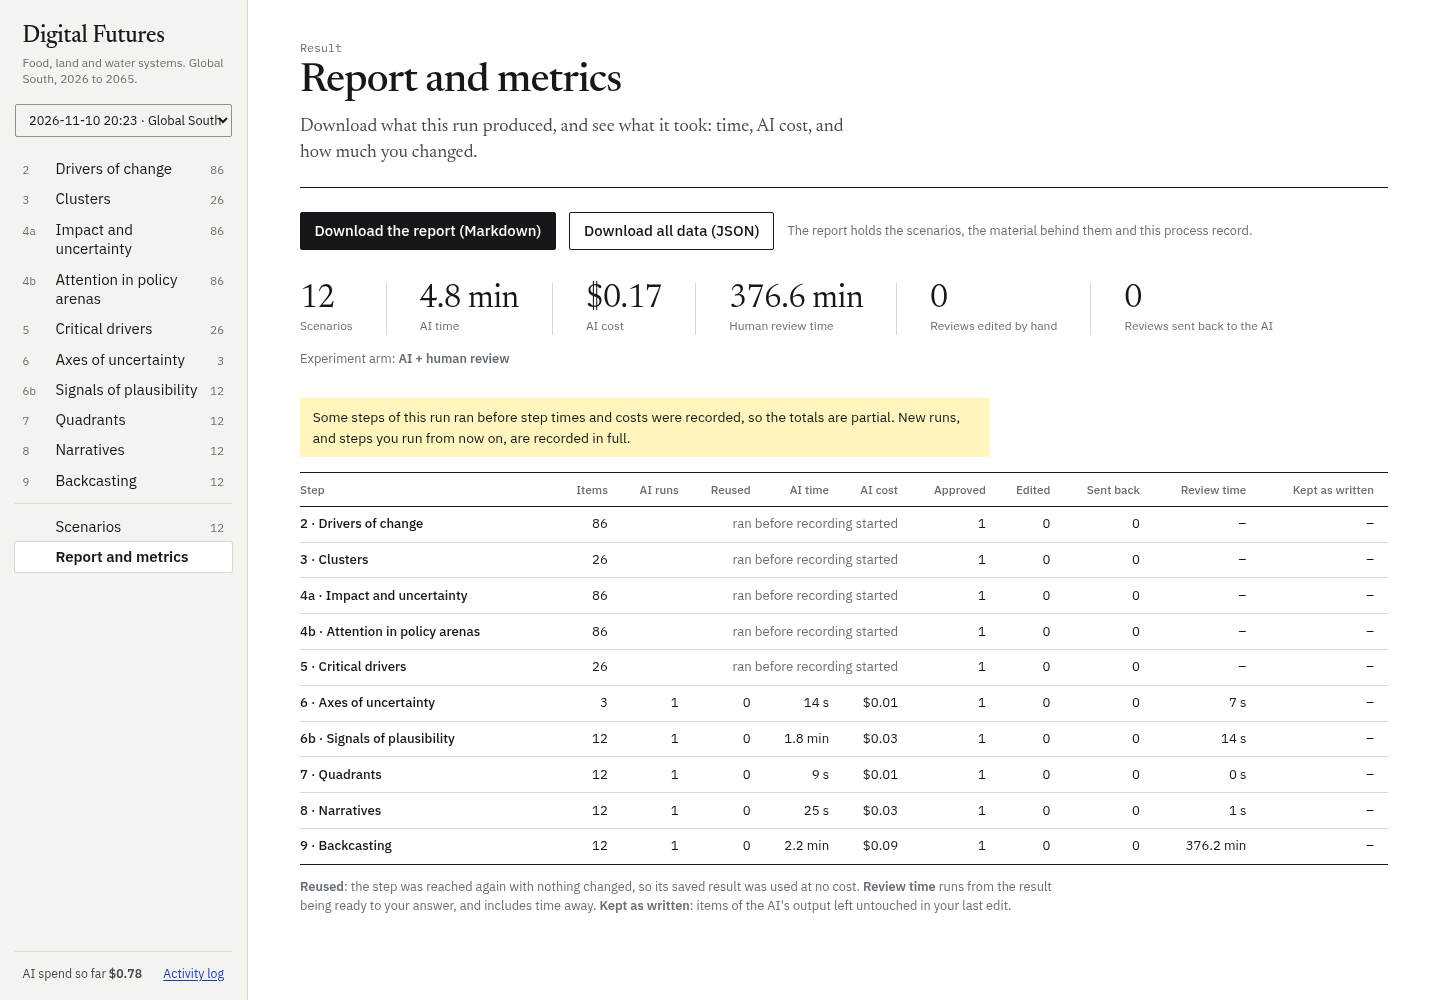 Digital Futures
Food, land and water systems. Global
South, 2026 to 2065.
2026-11-10 20:23 · Global South
2 Drivers of change 86
3 Clusters 26
4a Impact and uncertainty 86
4b Attention in policy arenas 86
5 Critical drivers 26
6 Axes of uncertainty 3
6b Signals of plausibility 12
7 Quadrants 12
8 Narratives 12
9 Backcasting 12
Scenarios 12
Report and metrics
AI spend so far $0.78 Activity log
Result
Report and metrics
Download what this run produced, and see what it took: time, AI cost, and
how much you changed.
Download the report (Markdown) Download all data (JSON) The report holds the scenarios, the material behind them and this process record.
12 4.8 min $0.17 376.6 min 0 0
Scenarios AI time AI cost Human review time Reviews edited by hand Reviews sent back to the AI
Experiment arm: AI + human review
Some steps of this run ran before step times and costs were recorded, so the totals are partial. New runs,
and steps you run from now on, are recorded in full.
Step Items AI runs Reused AI time AI cost Approved Edited Sent back Review time Kept as written
2 · Drivers of change 86 ran before recording started 1 0 0 – –
3 · Clusters 26 ran before recording started 1 0 0 – –
4a · Impact and uncertainty 86 ran before recording started 1 0 0 – –
4b · Attention in policy arenas 86 ran before recording started 1 0 0 – –
5 · Critical drivers 26 ran before recording started 1 0 0 – –
6 · Axes of uncertainty 3 1 0 14 s $0.01 1 0 0 7 s –
6b · Signals of plausibility 12 1 0 1.8 min $0.03 1 0 0 14 s –
7 · Quadrants 12 1 0 9 s $0.01 1 0 0 0 s –
8 · Narratives 12 1 0 25 s $0.03 1 0 0 1 s –
9 · Backcasting 12 1 0 2.2 min $0.09 1 0 0 376.2 min –
Reused: the step was reached again with nothing changed, so its saved result was used at no cost. Review time runs from the result
being ready to your answer, and includes time away. Kept as written: items of the AI's output left untouched in your last edit.